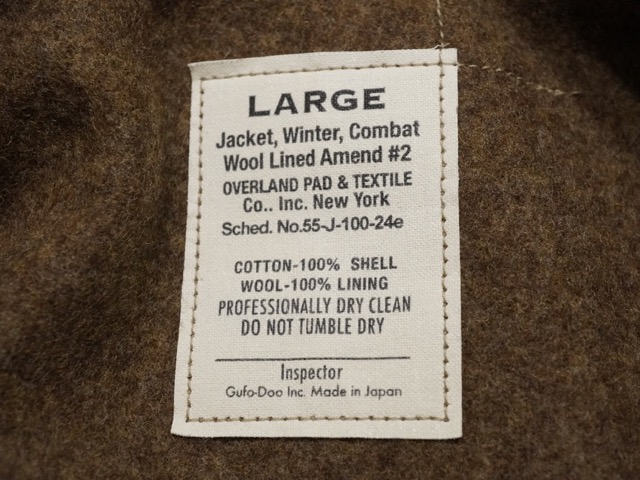 LARGE
Jacket, Winter, Combat
Wool Lined Amend #2
OVERLAND PAD & TEXTILE
Co.. Inc. New York
Sched. No.55-J-100-24e
COTTON-100% SHELL
WOOL-100% LINING
PROFESSIONALLY DRY CLEAN
DO NOT TUMBLE DRY
Inspector
Gufo-Doo Inc. Made in Japan